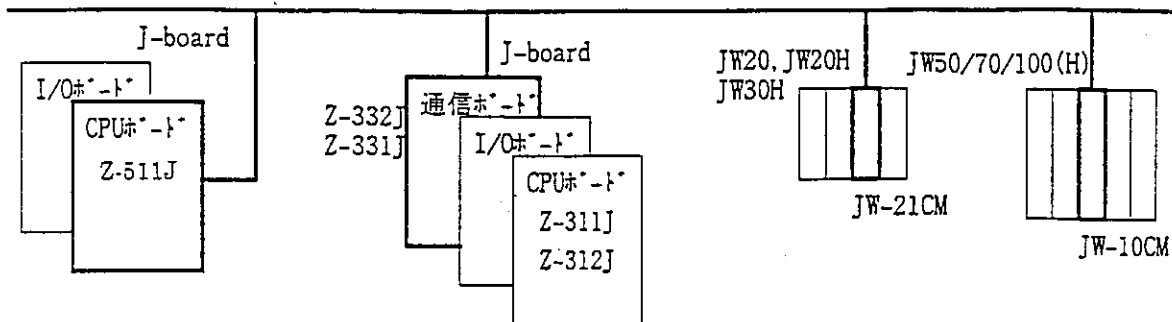 J-board
I/Oボード
CPUボード
Z-511J
J-board
Z-332J
Z-331J
通信ボード
I/Oボード
CPUボード
Z-311J
Z-312J
JW20, JW20H
JW30H
JW-21CM
JW50/70/100(H)
JW-10CM